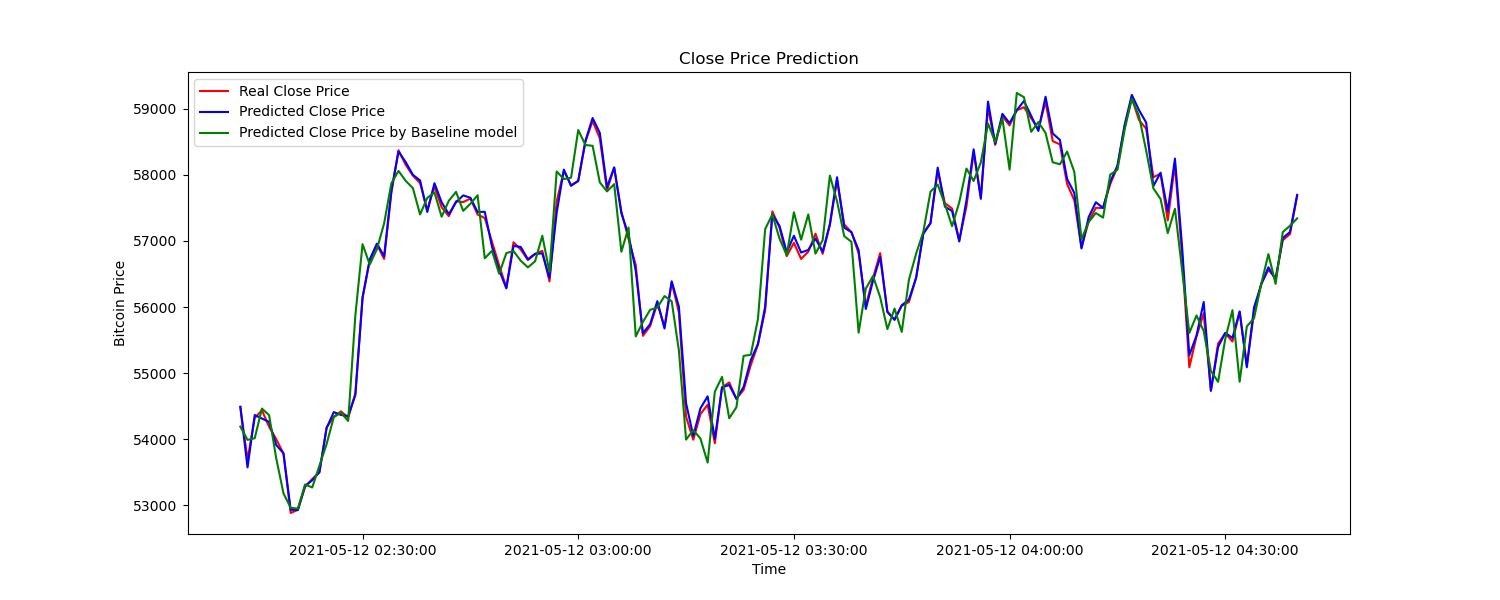 Close Price Prediction
Real Close Price
Predicted Close Price
Predicted Close Price by Baseline model
Bitcoin Price
59000
58000
57000
56000
55000
54000
53000
2021-05-12 02:30:00 2021-05-12 03:00:00 2021-05-12 03:30:00 2021-05-12 04:00:00 2021-05-12 04:30:00
Time